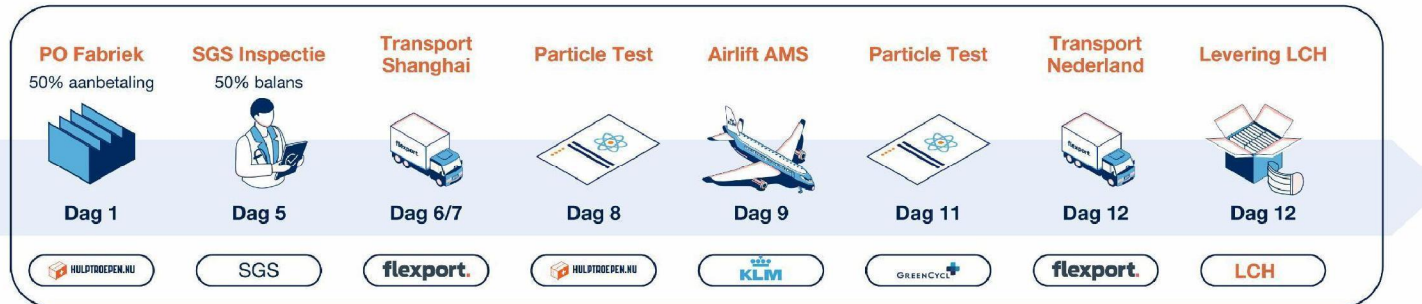 PO Fabriek
50% aanbetaling
SGS Inspectie
50% balans
Transport
Shanghai
Particle Test
Airlift AMS
Particle Test
Transport
Nederland
Levering LCH
flexport.
flexport.
Dag 1
Dag 5
Dag 6/7
Dag 8
Dag 9
Dag 11
Dag 12
Dag 12
HULPTROEPEN.NU
SGS
flexport.
HULPTROEPEN.NU
KLM
GREENCYCL
flexport.
LCH